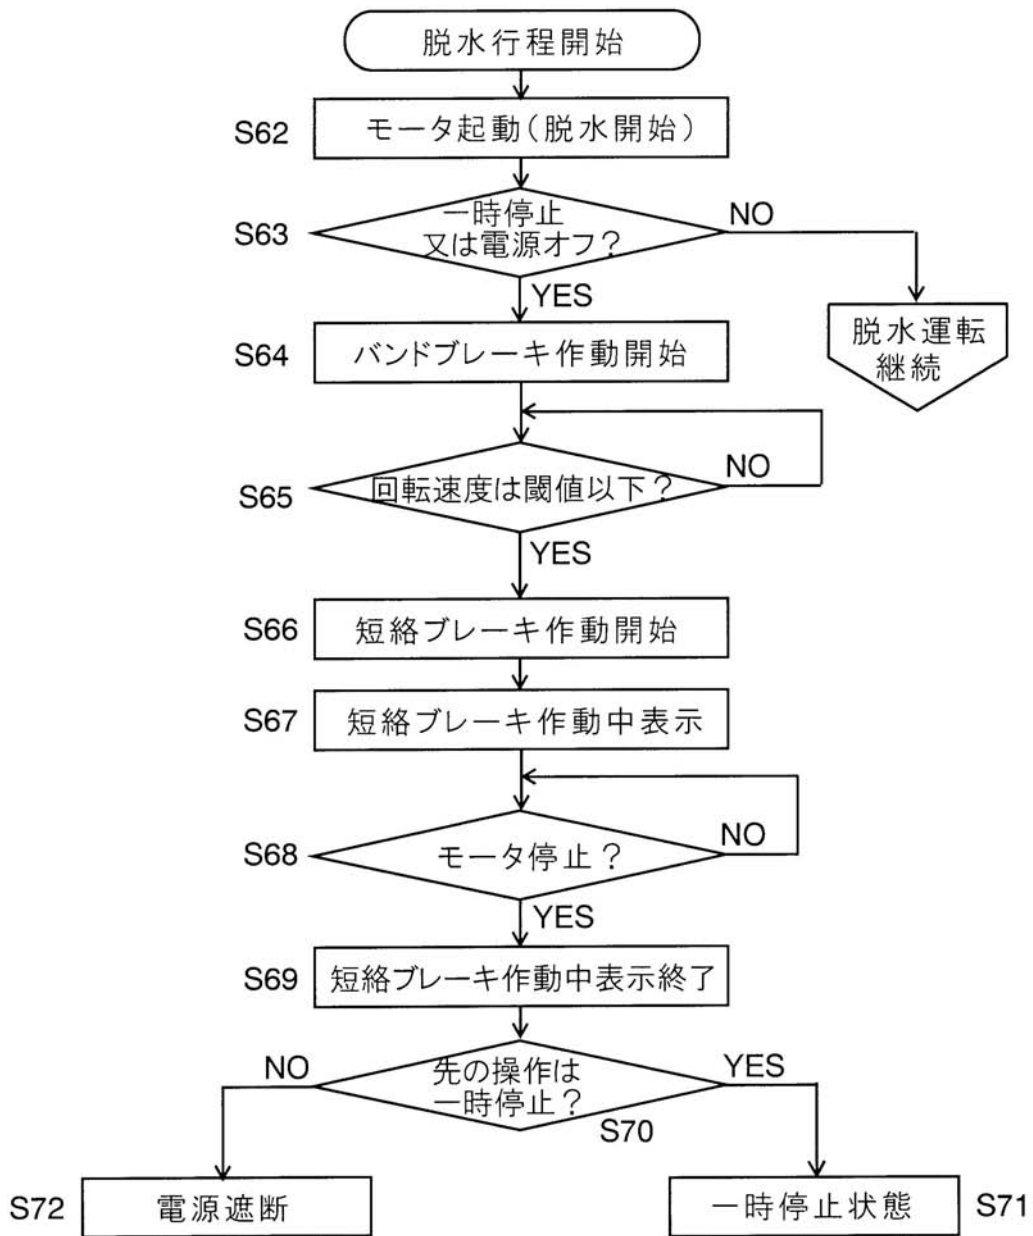 脱水行程開始
S62
モータ起動(脱水開始)
S63
一時停止
又は電源オフ?
NO
YES
脱水運転
継続
S64
バンドブレーキ作動開始
S65
回転速度は閾値以下?
NO
YES
S66
短絡ブレーキ作動開始
S67
短絡ブレーキ作動中表示
S68
モータ停止?
NO
YES
S69
短絡ブレーキ作動中表示終了
NO
先の操作は
一時停止?
YES
S70
S72
電源遮断
一時停止状態
S71